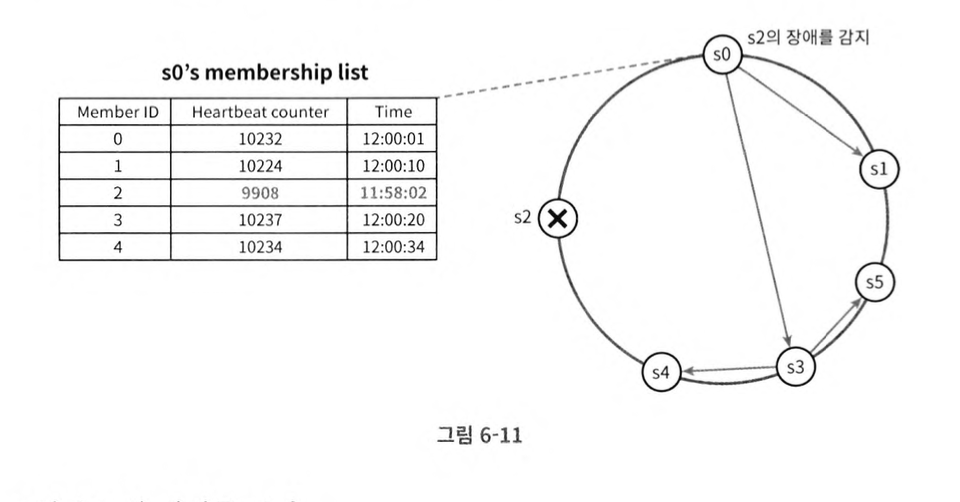 s0's membership list
Member ID Heartbeat counter Time
0 10232 12:00:01
1 10224 12:00:10
2 9908 11:58:02
3 10237 12:00:20
4 10234 12:00:34
s2의 장애를 감지
s0
s1
s2
s5
s3
s4
그림 6-11